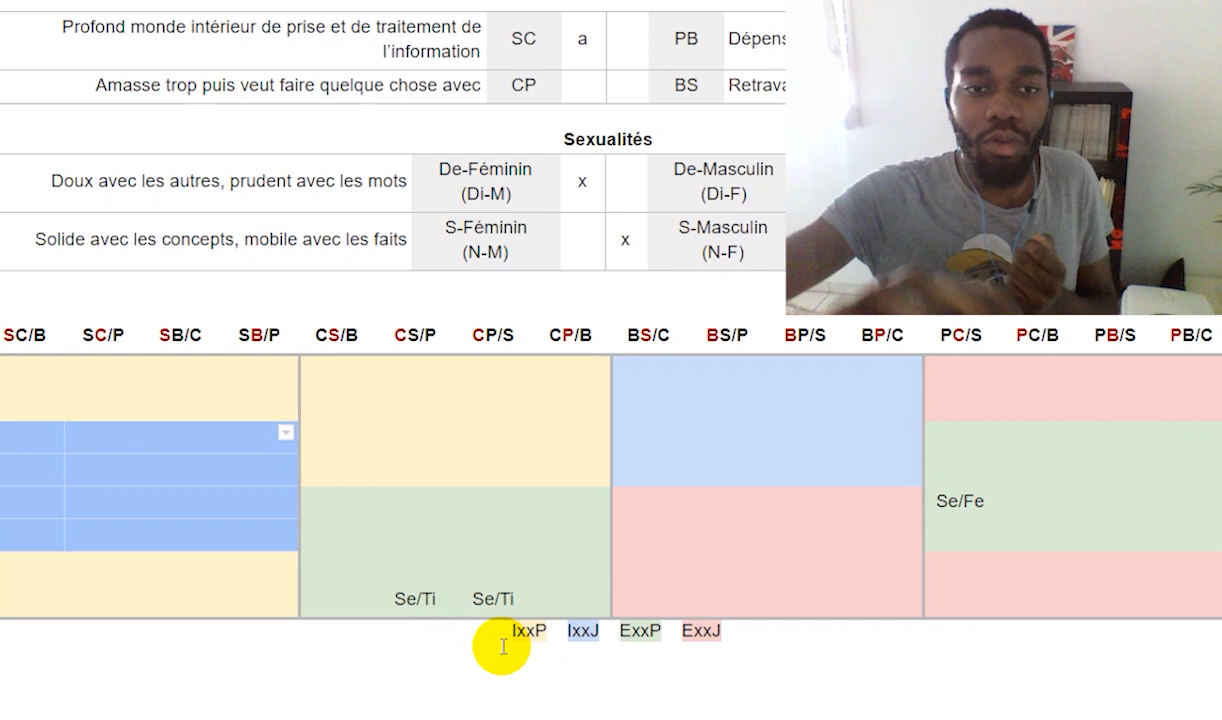 Profond monde intérieur de prise et de traitement de
l'information
SC a PB Dépens
Amasse trop puis veut faire quelque chose avec CP BS Retrava
Sexualités
Doux avec les autres, prudent avec les mots
De-Féminin
(Di-M)
x
De-Masculin
(Di-F)
Solide avec les concepts, mobile avec les faits
S-Féminin
(N-M)
x
S-Masculin
(N-F)
SC/B SC/P SB/C SB/P CS/B CS/P CP/S CP/B BS/C BS/P BP/S BP/C PC/S PC/B PB/S PB/C
Se/Fe
Se/Ti Se/Ti
IxxP IxxJ ExxP ExxJ